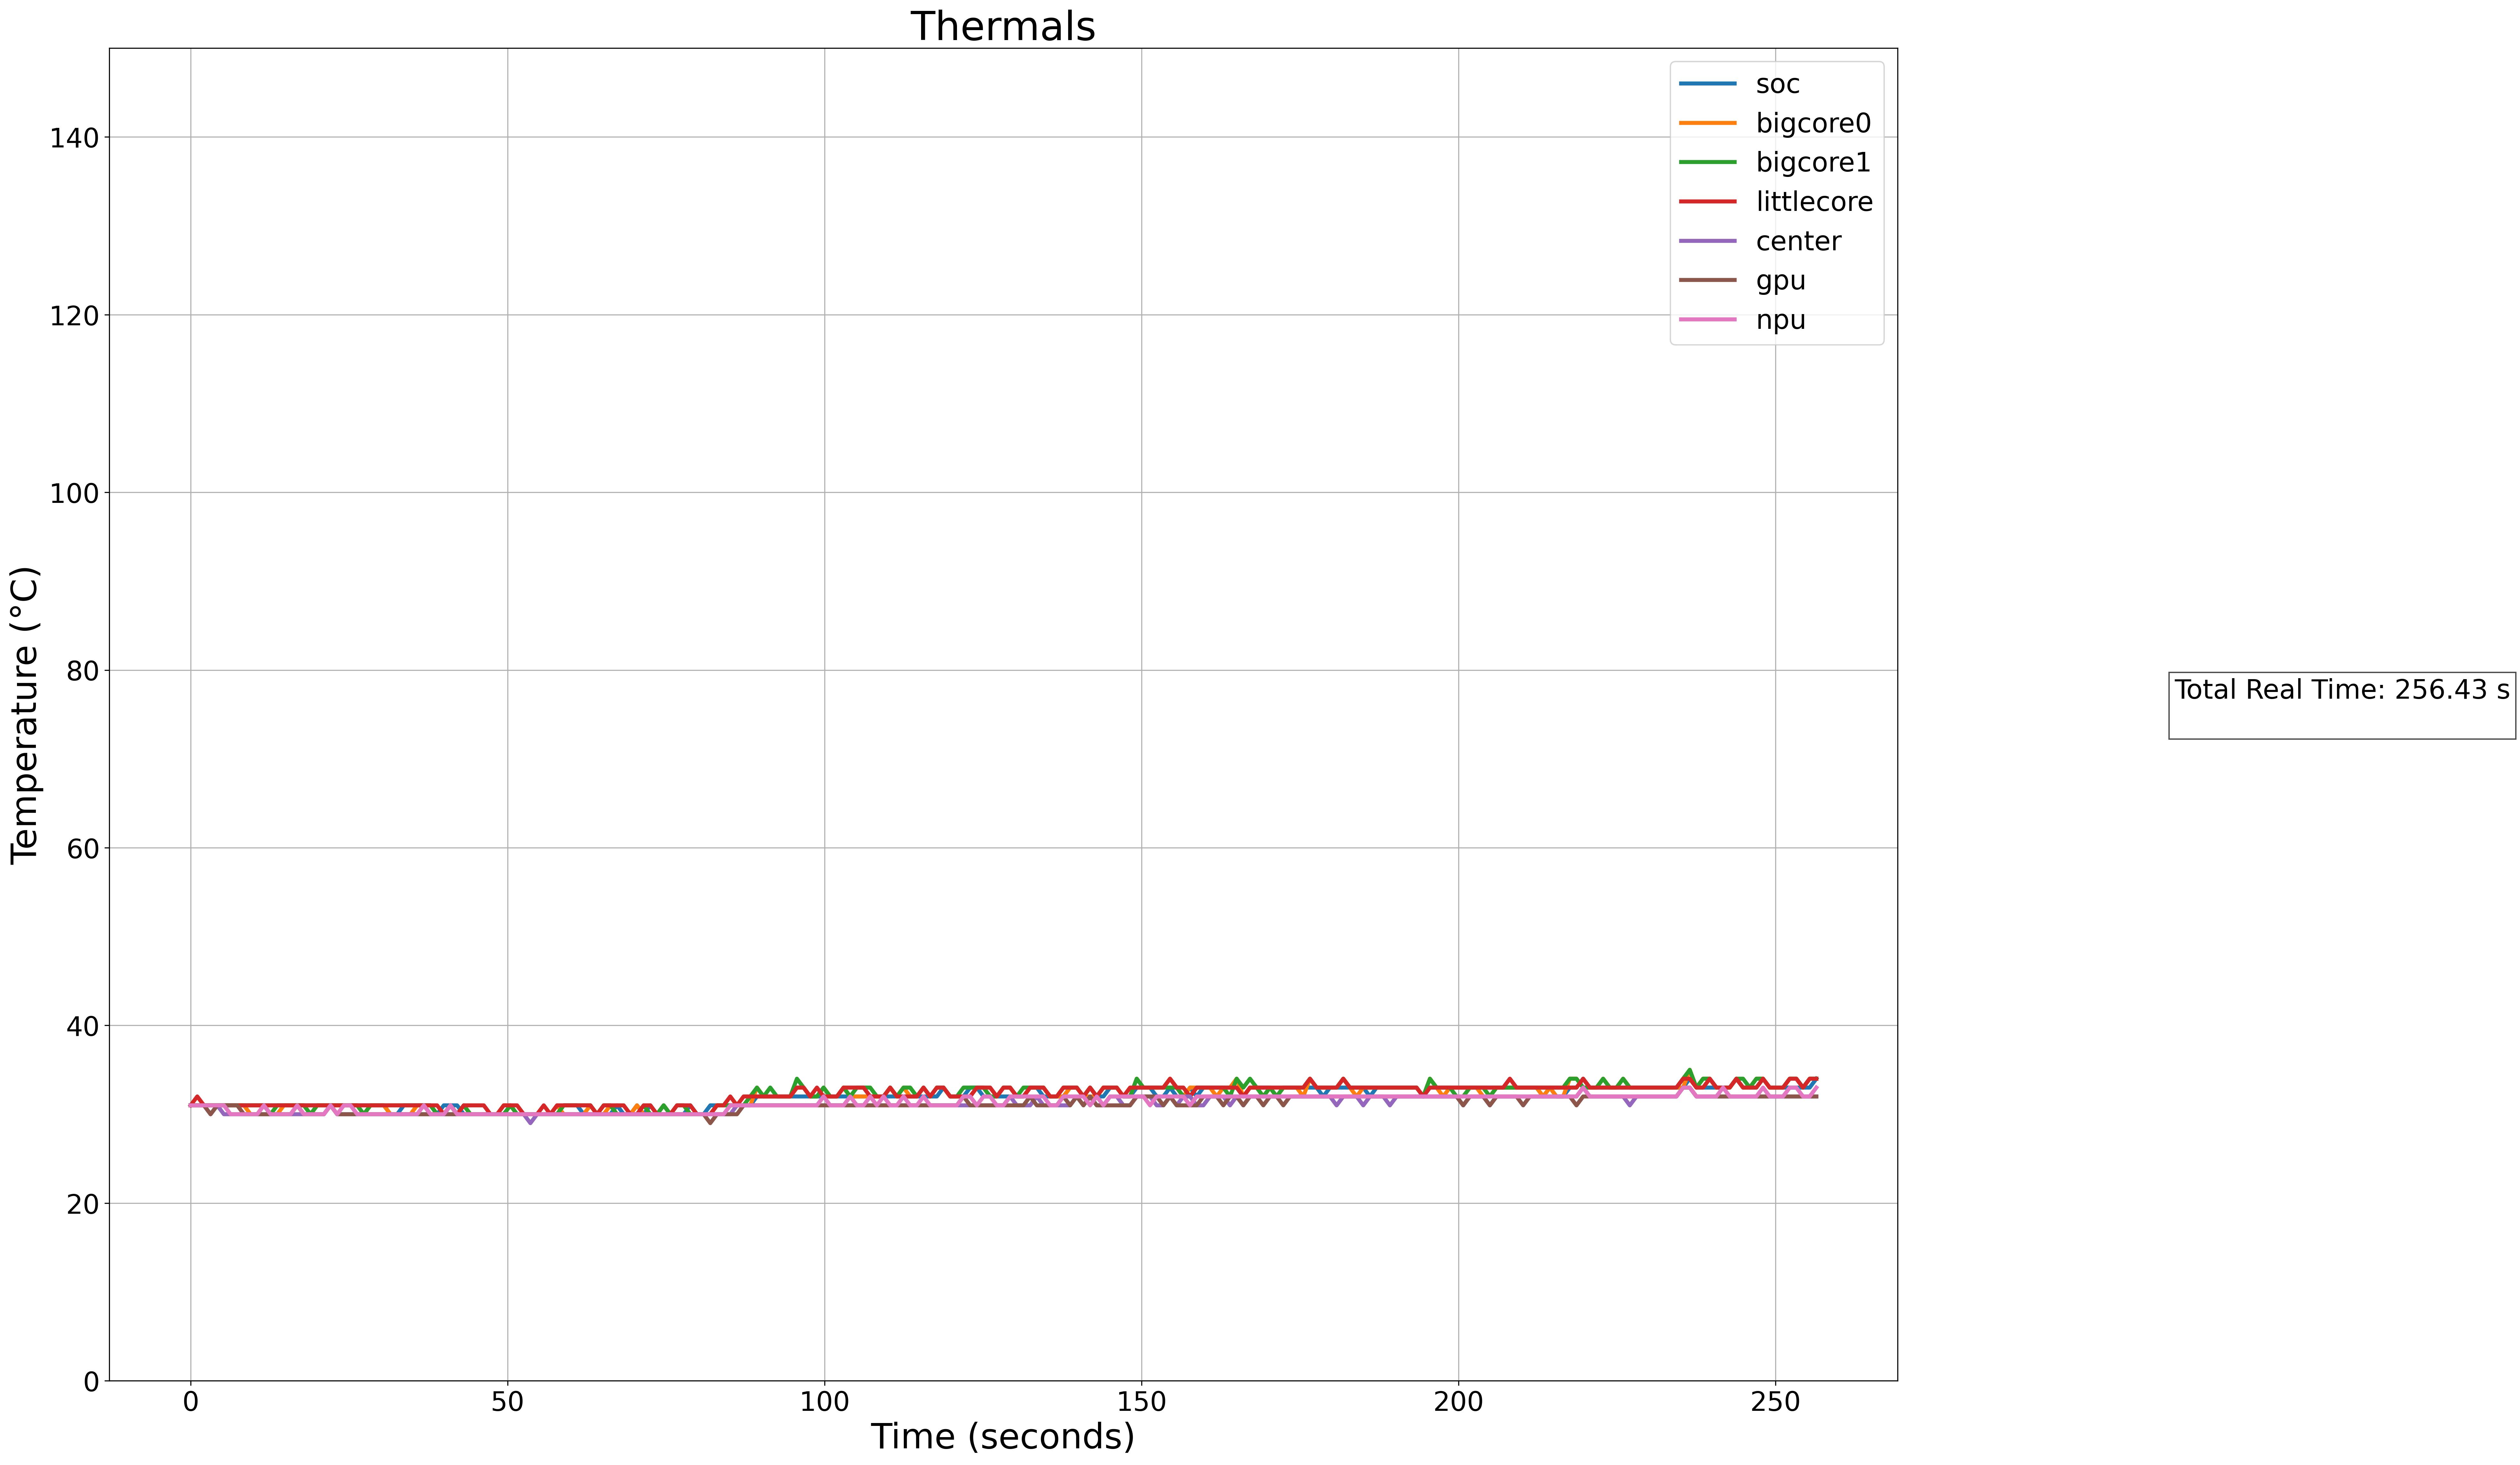 Thermals
soc
bigcore0
bigcore1
littlecore
center
gpu
npu
Temperature (°C)
140
120
100
80
60
40
20
0
0 50 100 150 200 250
Time (seconds)
Total Real Time: 256.43 s